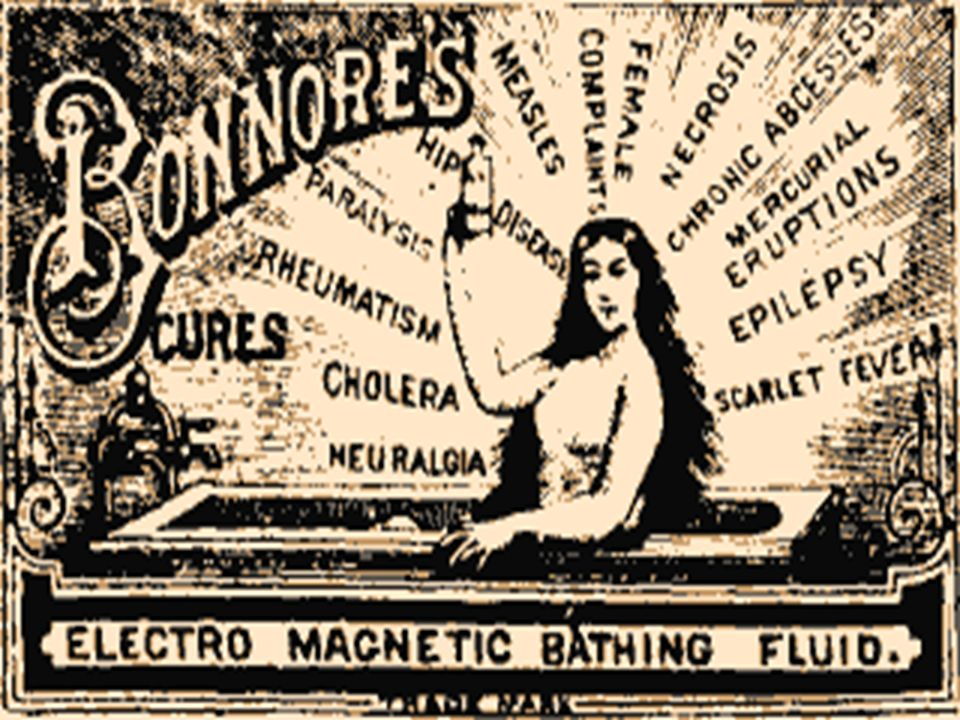 BONNORE'S
CURES
NEURALGIA
CHOLERA
RHEUMATISM
PARALYSIS
HIP DISEASE
MEASLES
FEMALE
COMPLAINTS
NECROSIS
CHRONIC ABCESSES
MERCURIAL
ERUPTIONS
EPILEPSY
SCARLET FEVER
ELECTRO MAGNETIC BATHING FLUID.
TRADE MARK